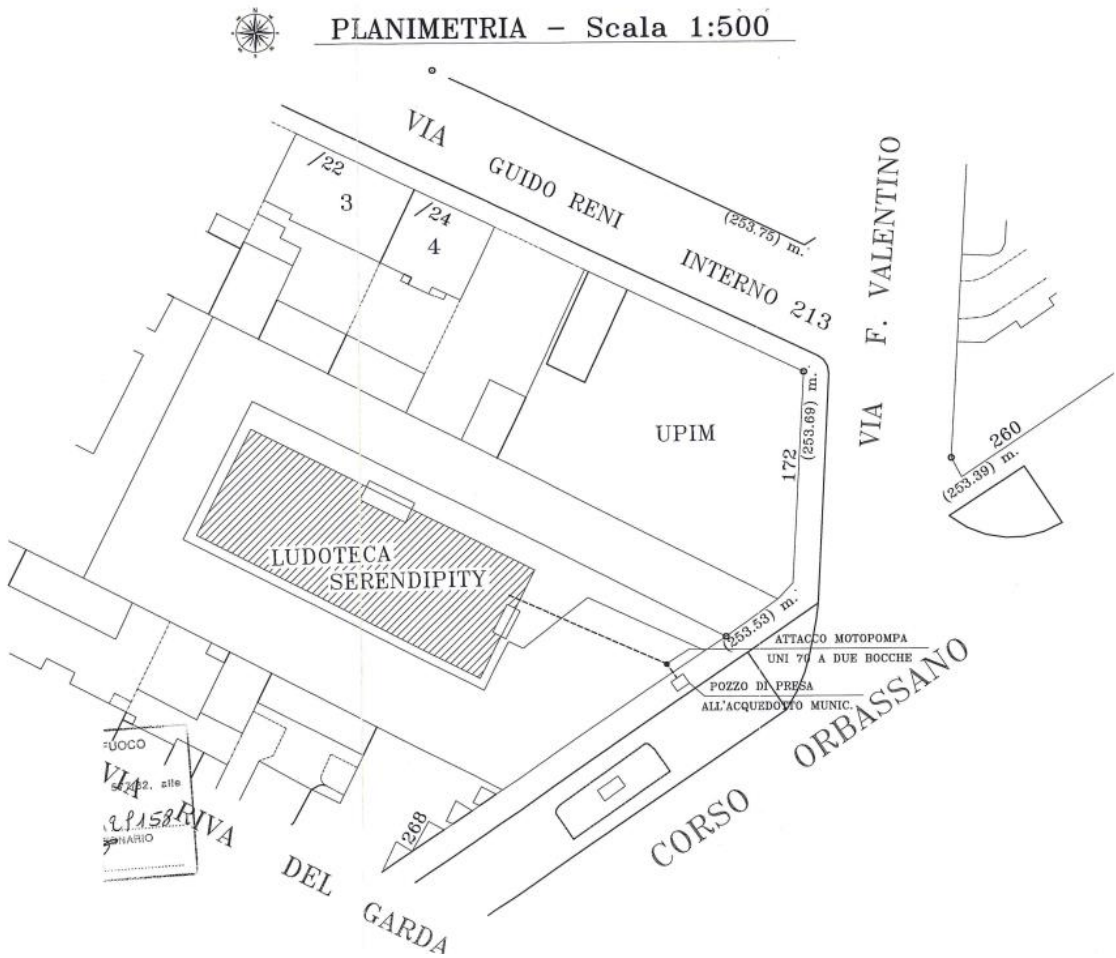 PLANIMETRIA - Scala 1:500
VIA GUIDO RENI INTERNO 213
/22
3
/24
4
(253.75) m.
VIA F. VALENTINO
UPIM
172
(253.69) m.
260
(253.39) m.
LUDOTECA
SERENDIPITY
(253.53) m.
ATTACCO MOTOPOMPA
UNI 70 A DUE BOCCHE
POZZO DI PRESA
ALL'ACQUEDOTTO MUNIC.
CORSO ORBASSANO
268
VIA RIVA DEL GARDA
FUOCO
alle